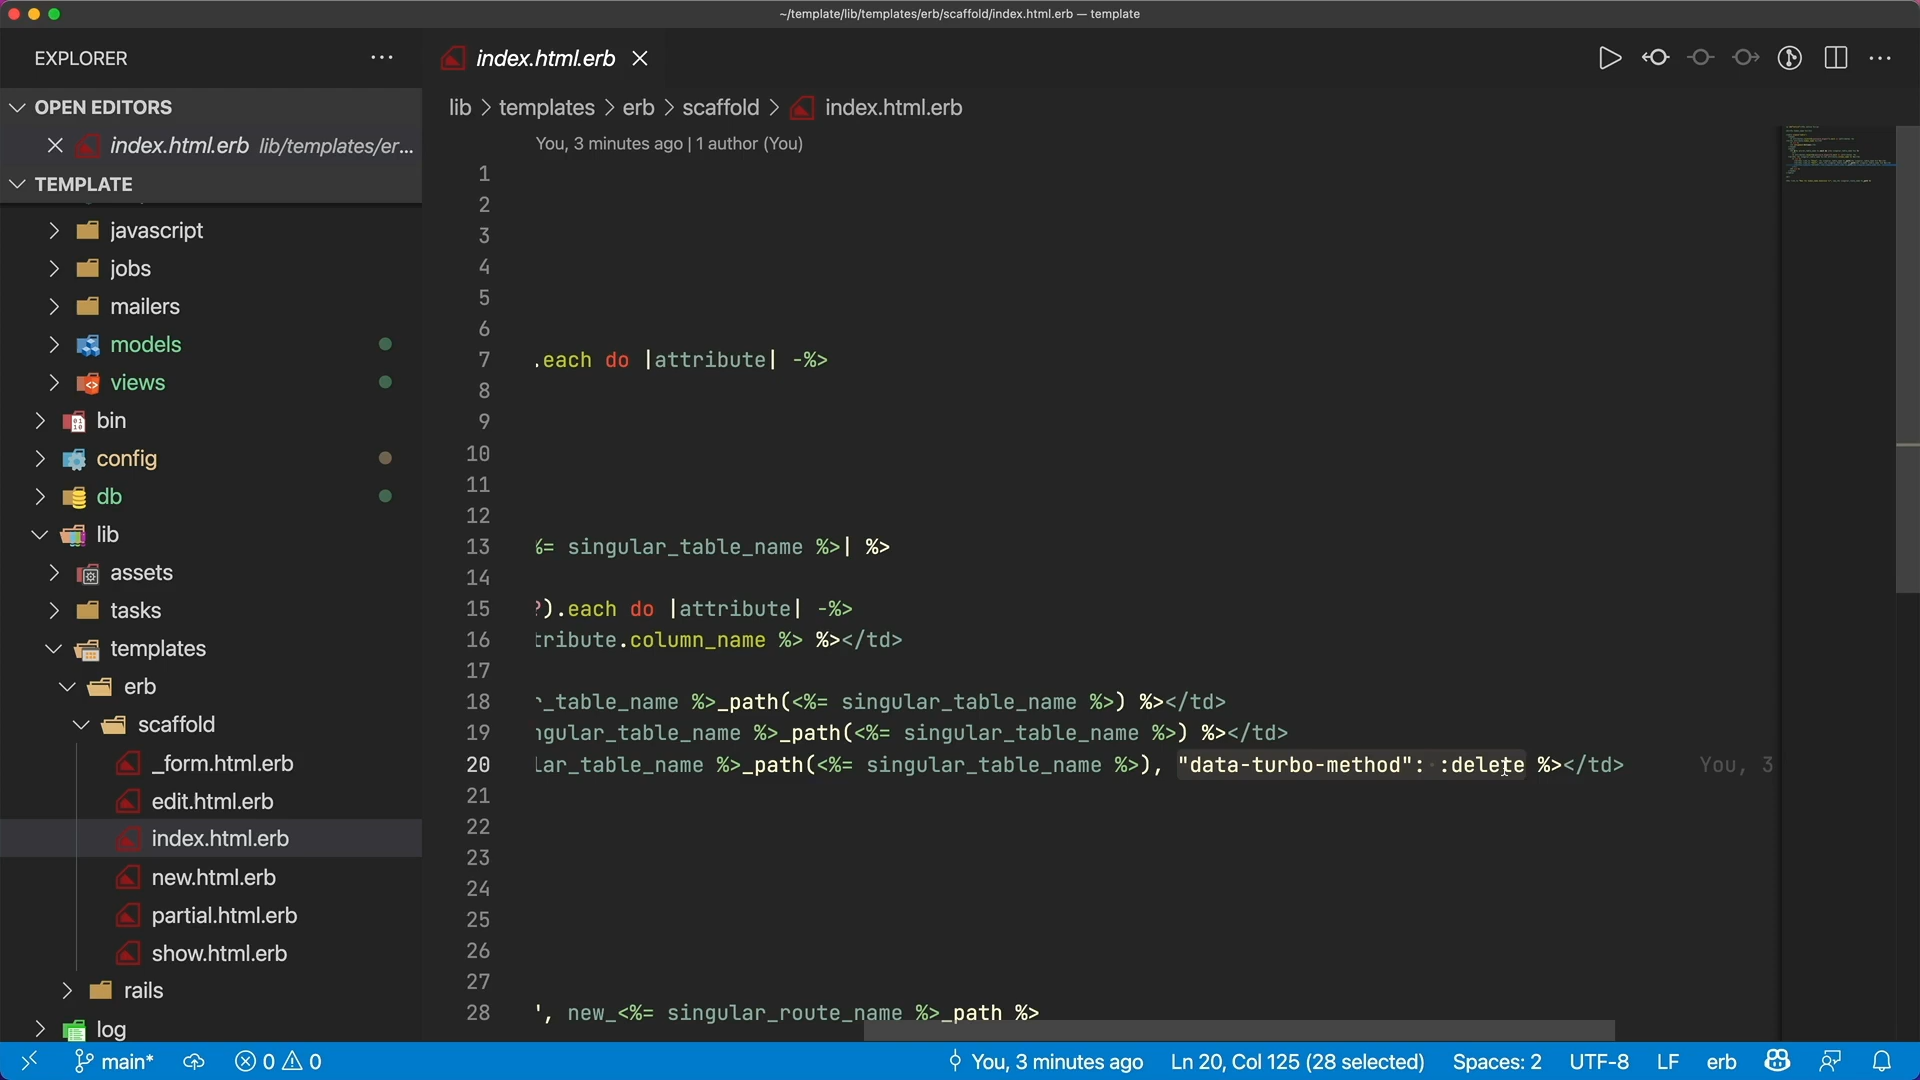 ~/template/lib/templates/erb/scaffold/index.html.erb — template
EXPLORER
index.html.erb
OPEN EDITORS
index.html.erb lib/templates/er...
TEMPLATE
javascript
jobs
mailers
models
views
bin
config
db
lib
assets
tasks
templates
erb
scaffold
_form.html.erb
edit.html.erb
index.html.erb
new.html.erb
partial.html.erb
show.html.erb
rails
log
lib > templates > erb > scaffold > index.html.erb
You, 3 minutes ago | 1 author (You)
1
2
3
4
5
6
7 .each do |attribute| -%>
8
9
10
11
12
13 %= singular_table_name %>| %>
14
15 ?).each do |attribute| -%>
16 tribute.column_name %> %></td>
17
18 r_table_name %>_path(<%= singular_table_name %>) %></td>
19 ngular_table_name %>_path(<%= singular_table_name %>) %></td>
20 lar_table_name %>_path(<%= singular_table_name %>), "data-turbo-method": :delete %></td> You, 3
21
22
23
24
25
26
27
28 ', new_<%= singular_route_name %>_path %>
main* 0 0 You, 3 minutes ago Ln 20, Col 125 (28 selected) Spaces: 2 UTF-8 LF erb